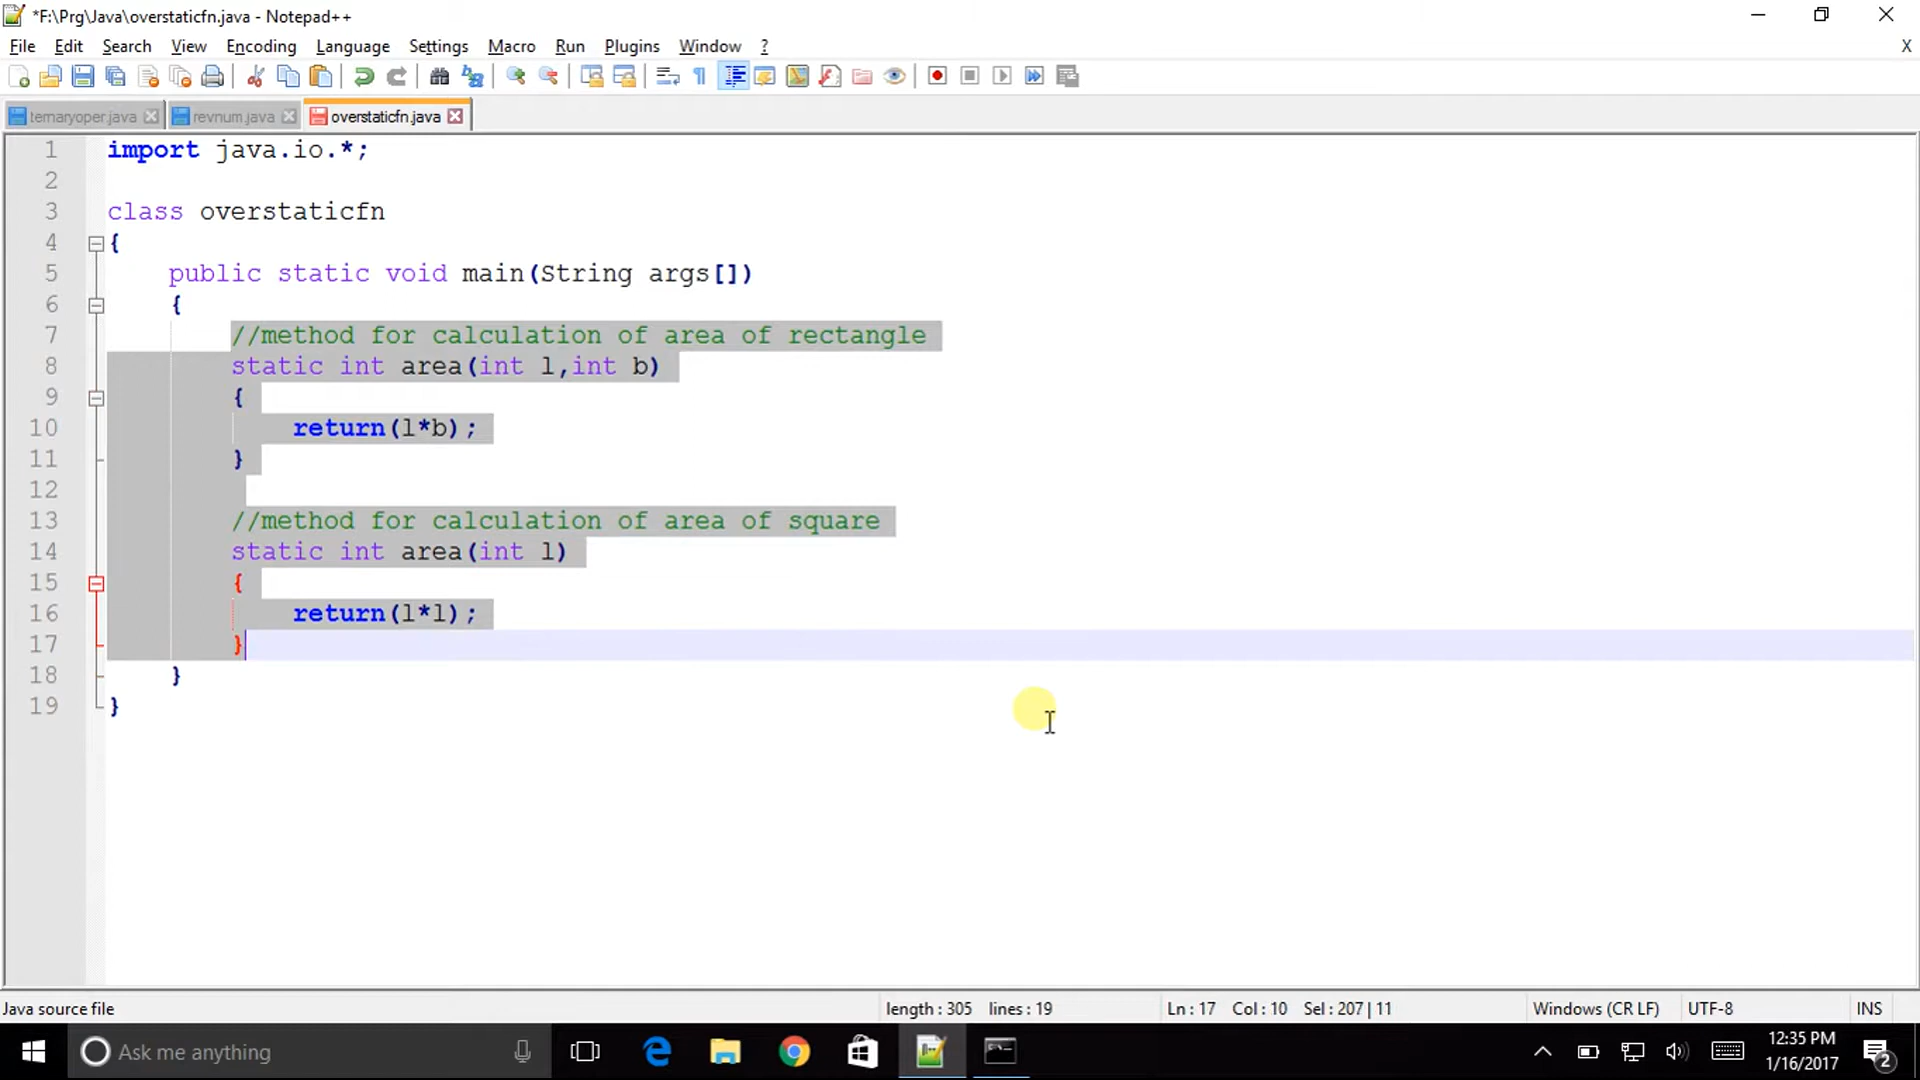 *F:\Prg\Java\overstaticfn.java - Notepad++
File Edit Search View Encoding Language Settings Macro Run Plugins Window ? X
ternaryoper.java revnum.java overstaticfn.java
1 import java.io.*;
2
3 class overstaticfn
4 {
5 public static void main(String args[])
6 {
7 //method for calculation of area of rectangle
8 static int area(int l,int b)
9 {
10 return(l*b);
11 }
12
13 //method for calculation of area of square
14 static int area(int l)
15 {
16 return(l*l);
17 }
18 }
19 }
Java source file length : 305 lines : 19 Ln : 17 Col : 10 Sel : 207 | 11 Windows (CR LF) UTF-8 INS
Ask me anything 12:35 PM
1/16/2017 2